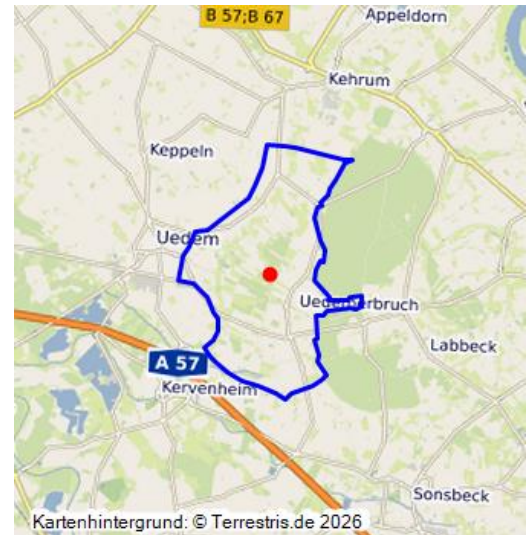 B 57;B 67
Appeldorn
Kehrum
Keppeln
Uedem
Uedemerbruch
Labbeck
A 57
Kervenheim
Sonsbeck
Kartenhintergrund: © Terrestris.de 2026